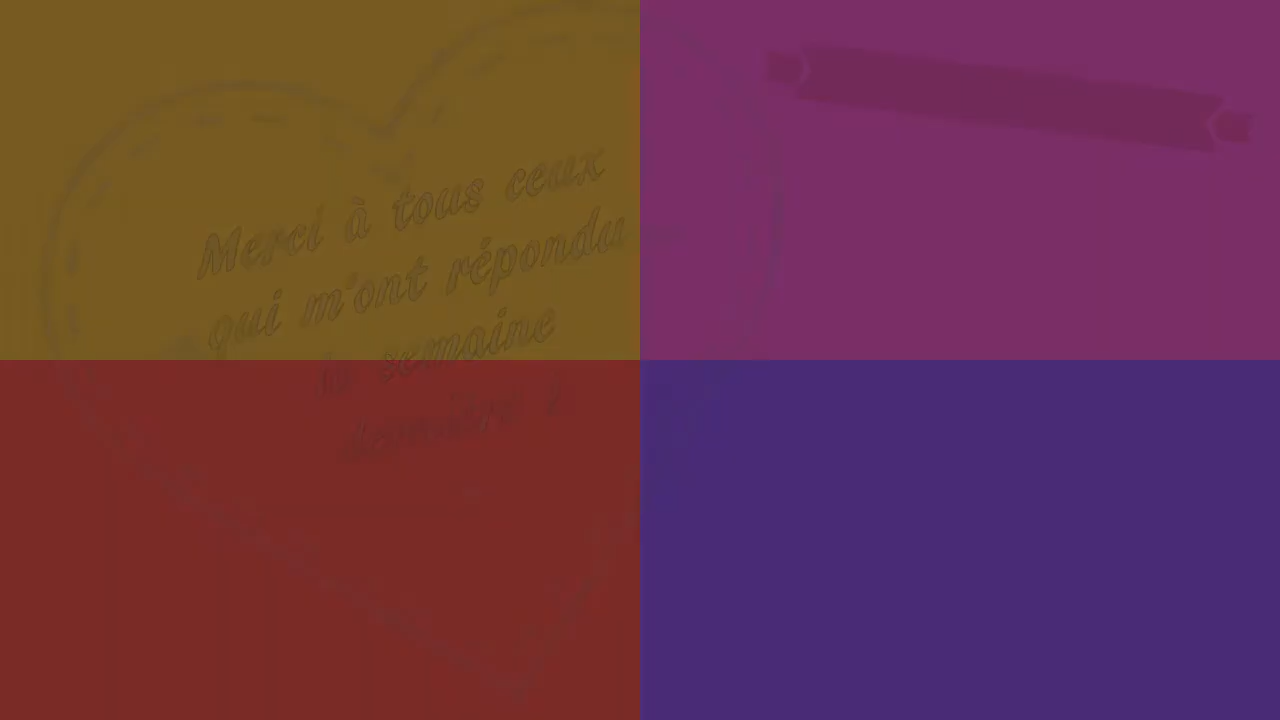 Merci à tous ceux
qui m'ont répondu
la semaine
dernière !